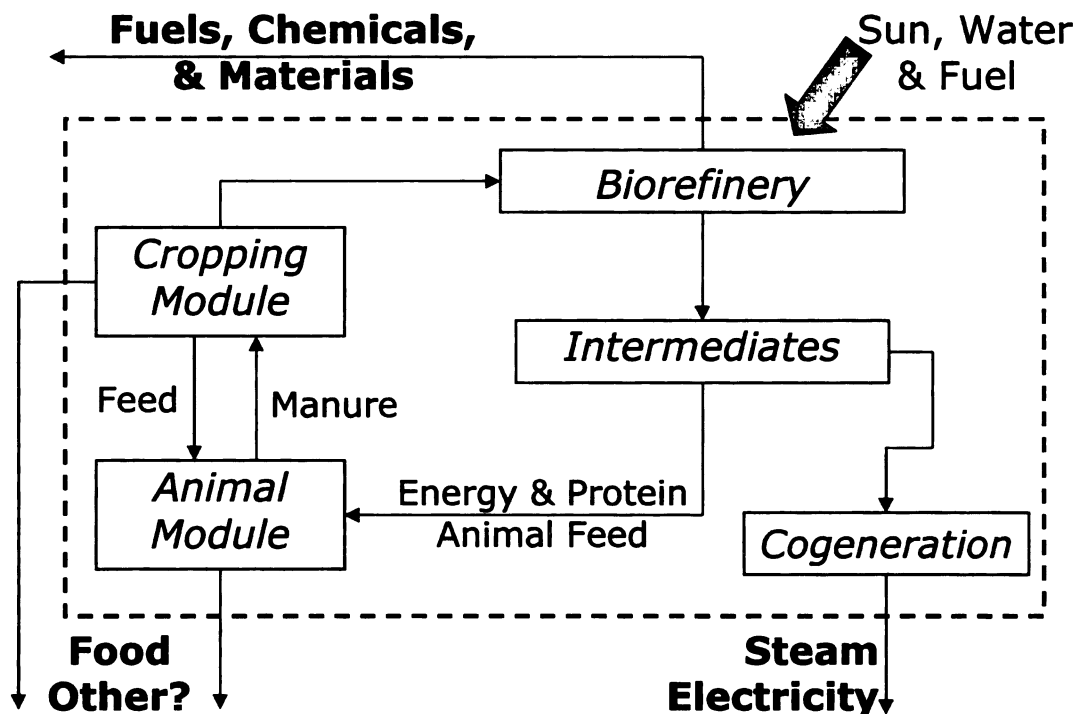 Fuels, Chemicals,
& Materials
Sun, Water
& Fuel
Biorefinery
Cropping
Module
Intermediates
Feed
Manure
Animal
Module
Energy & Protein
Animal Feed
Cogeneration
Food
Other?
Steam
Electricity